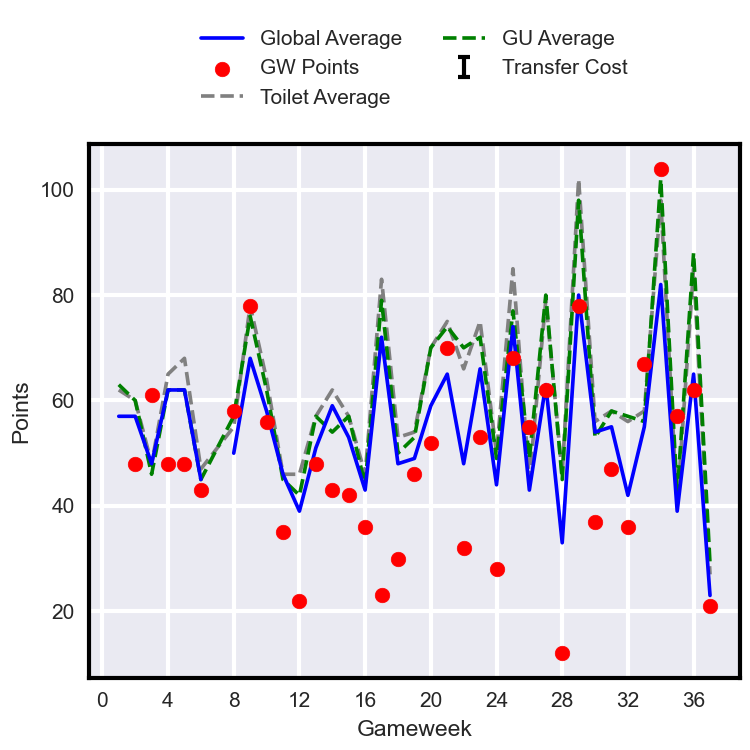 Global Average
GU Average
GW Points
Transfer Cost
Toilet Average
100
80
60
40
20
Points
0 4 8 12 16 20 24 28 32 36
Gameweek